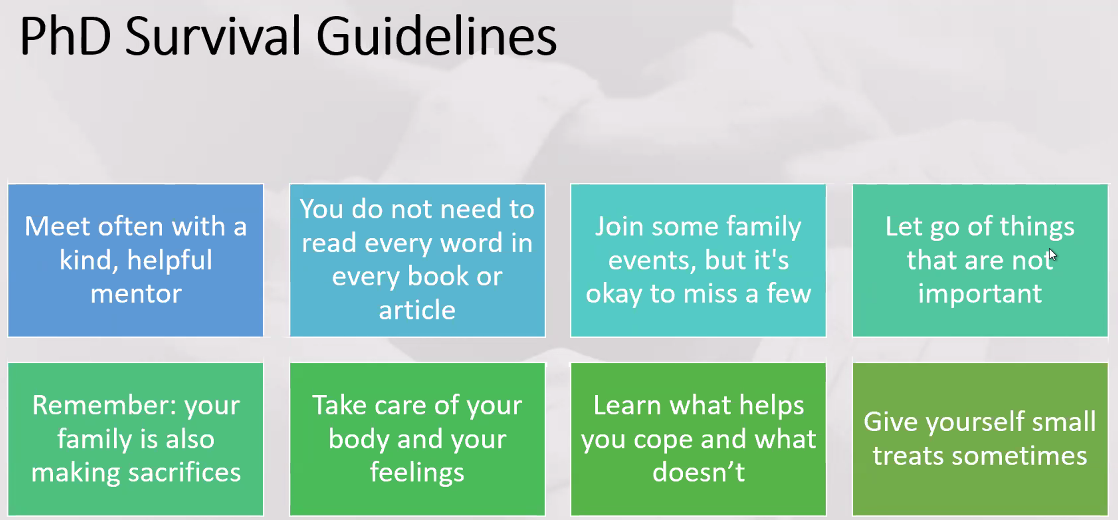 PhD Survival Guidelines
Meet often with a
kind, helpful
mentor
You do not need to
read every word in
every book or
article
Join some family
events, but it's
okay to miss a few
Let go of things
that are not
important
Remember: your
family is also
making sacrifices
Take care of your
body and your
feelings
Learn what helps
you cope and what
doesn’t
Give yourself small
treats sometimes